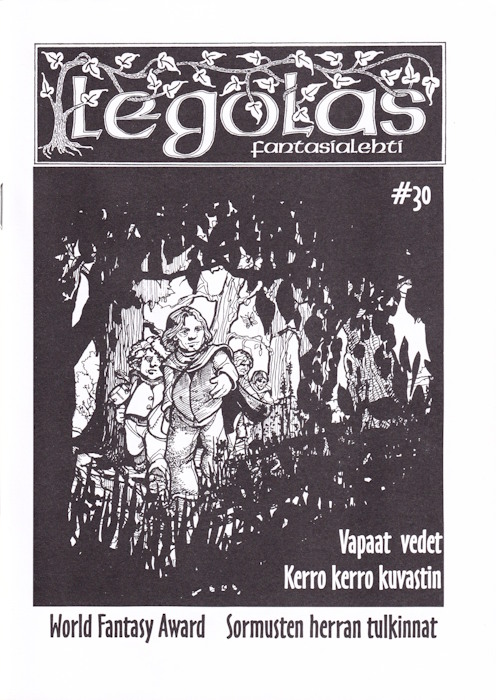 Legolas
fantasialehti
#30
Vapaat vedet
Kerro kerro kuvastin
World Fantasy Award Sormusten herran tulkinnat